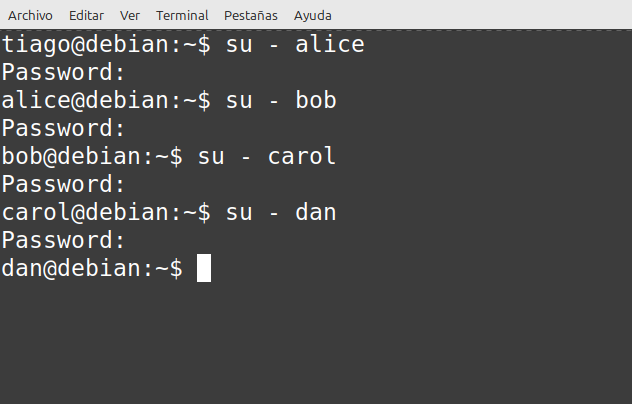 Archivo Editar Ver Terminal Pestañas Ayuda
tiago@debian:~$ su - alice
Password:
alice@debian:~$ su - bob
Password:
bob@debian:~$ su - carol
Password:
carol@debian:~$ su - dan
Password:
dan@debian:~$